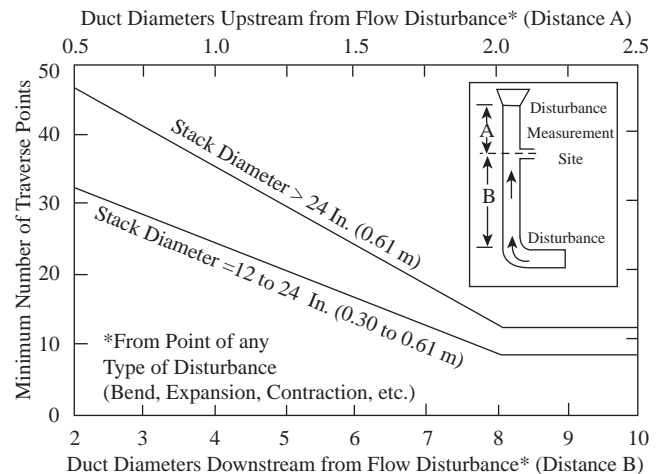 Duct Diameters Upstream from Flow Disturbance* (Distance A)
0.5 1.0 1.5 2.0 2.5
Minimum Number of Traverse Points
50
40
30
20
10
0
Stack Diameter > 24 In. (0.61 m)
Stack Diameter =12 to 24 In. (0.30 to 0.61 m)
*From Point of any
Type of Disturbance
(Bend, Expansion, Contraction, etc.)
A
B
Disturbance
Measurement
Site
Disturbance
2 3 4 5 6 7 8 9 10
Duct Diameters Downstream from Flow Disturbance* (Distance B)